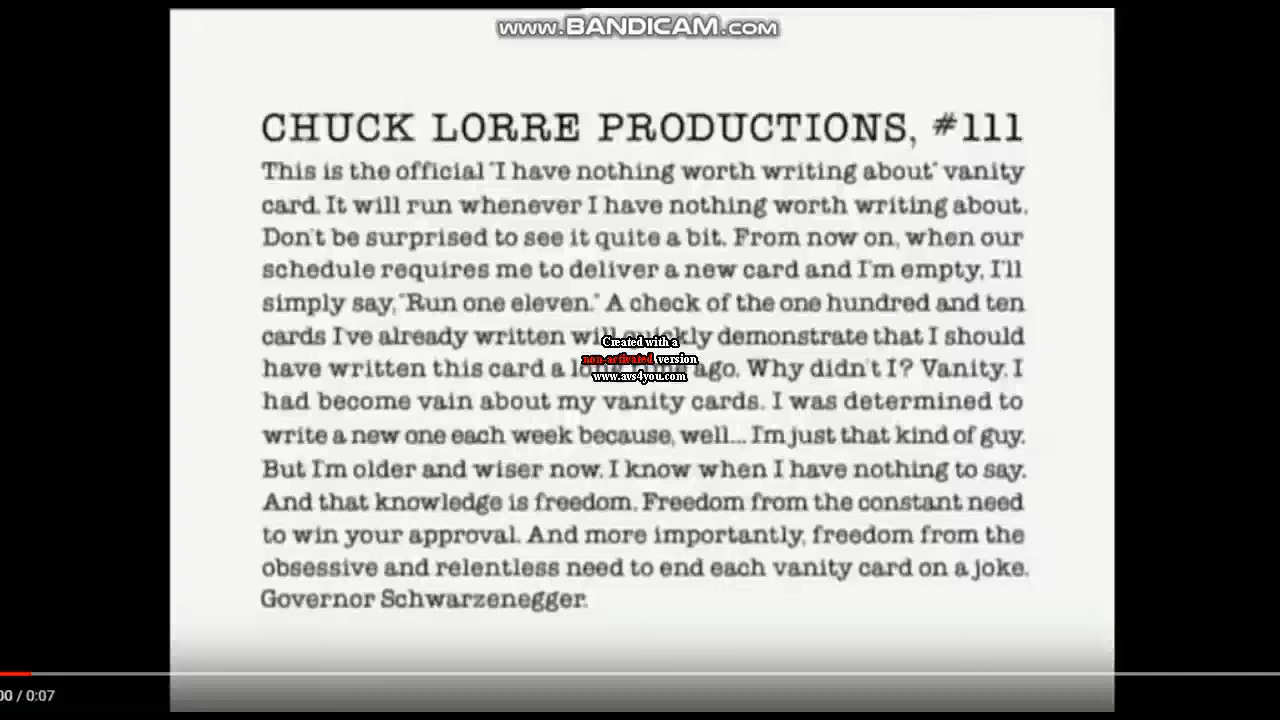 www.BANDICAM.com
CHUCK LORRE PRODUCTIONS, #111
This is the official "I have nothing worth writing about" vanity
card. It will run whenever I have nothing worth writing about.
Don't be surprised to see it quite a bit. From now on, when our
schedule requires me to deliver a new card and I'm empty, I'll
simply say, "Run one eleven." A check of the one hundred and ten
cards I've already written will quickly demonstrate that I should
have written this card a long time ago. Why didn't I? Vanity. I
had become vain about my vanity cards. I was determined to
write a new one each week because, well... I'm just that kind of guy.
But I'm older and wiser now. I know when I have nothing to say.
And that knowledge is freedom. Freedom from the constant need
to win your approval. And more importantly, freedom from the
obsessive and relentless need to end each vanity card on a joke.
Governor Schwarzenegger.
Created with a
non-activated version
www.avs4you.com
00 / 0:07